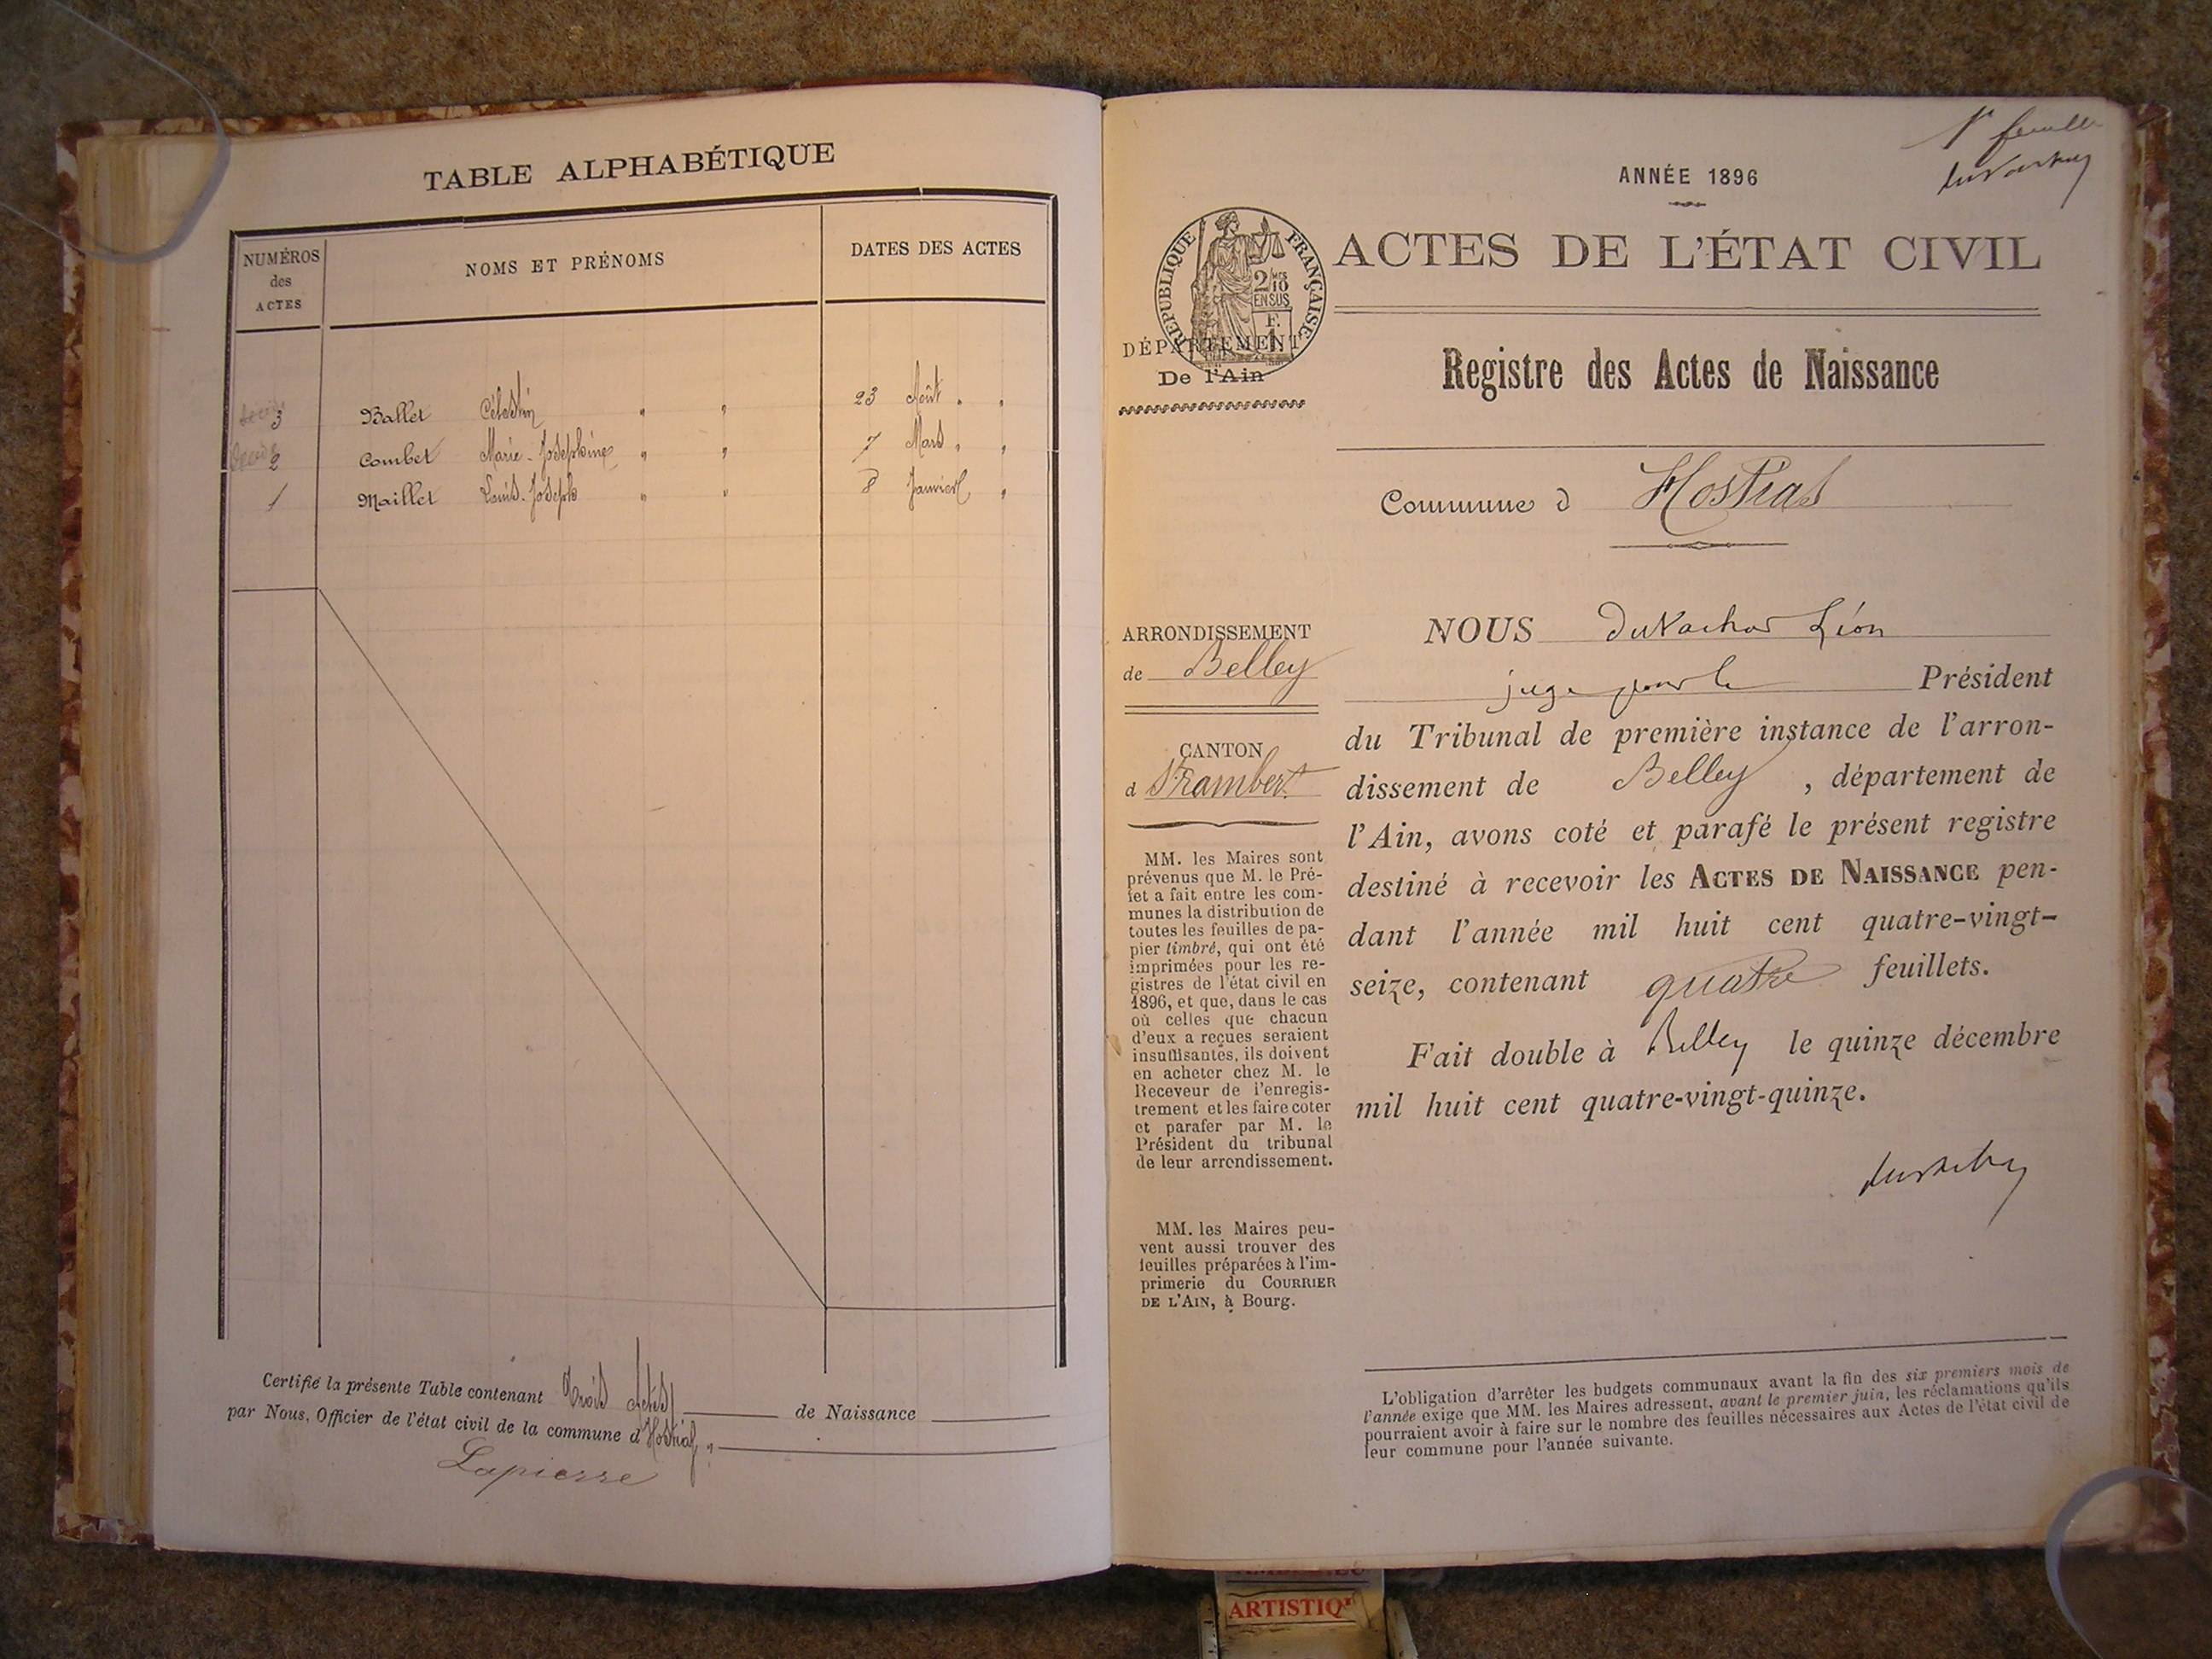 TABLE ALPHABÉTIQUE
NUMÉROS
des
ACTES
NOMS ET PRÉNOMS
DATES DES ACTES
3 Ballet Célestin " " 23 Août " "
2 Combet Marie-Joséphine " " 7 Mars " "
1 Maillet Louis-Joseph " " 8 Janvier "
Certifié la présente Table contenant trois actes de Naissance
par Nous, Officier de l'état civil de la commune d'Hostias
Lapierre
1e feuille
ANNÉE 1896
RÉPUBLIQUE FRANÇAISE
2/10
EN SUS
F.
1
ACTES DE L'ÉTAT CIVIL
DÉPARTEMENT
De l'Ain
Registre des Actes de Naissance
Commune d Hostias
ARRONDISSEMENT
de Belley
CANTON
d St Rambert
MM. les Maires sont
prévenus que M. le Pré-
fet a fait entre les com-
munes la distribution de
toutes les feuilles de pa-
pier timbré, qui ont été
imprimées pour les re-
gistres de l'état civil en
1896, et que, dans le cas
où celles que chacun
d'eux a reçues seraient
insuffisantes, ils doivent
en acheter chez M. le
Receveur de l'enregis-
trement et les faire coter
et parafer par M. le
Président du tribunal
de leur arrondissement.
MM. les Maires peu-
vent aussi trouver des
feuilles préparées à l'im-
primerie du COURRIER
DE L'AIN, à Bourg.
NOUS Léon
juge pour le Président
du Tribunal de première instance de l'arron-
dissement de Belley, département de
l'Ain, avons coté et parafé le présent registre
destiné à recevoir les ACTES DE NAISSANCE pen-
dant l'année mil huit cent quatre-vingt-
seize, contenant quatre feuillets.
Fait double à Belley le quinze décembre
mil huit cent quatre-vingt-quinze.
L'obligation d'arrêter les budgets communaux avant la fin des six premiers mois de
l'année exige que MM. les Maires adressent, avant le premier juin, les réclamations qu'ils
pourraient avoir à faire sur le nombre des feuilles nécessaires aux Actes de l'état civil de
leur commune pour l'année suivante.
ARTISTIQ